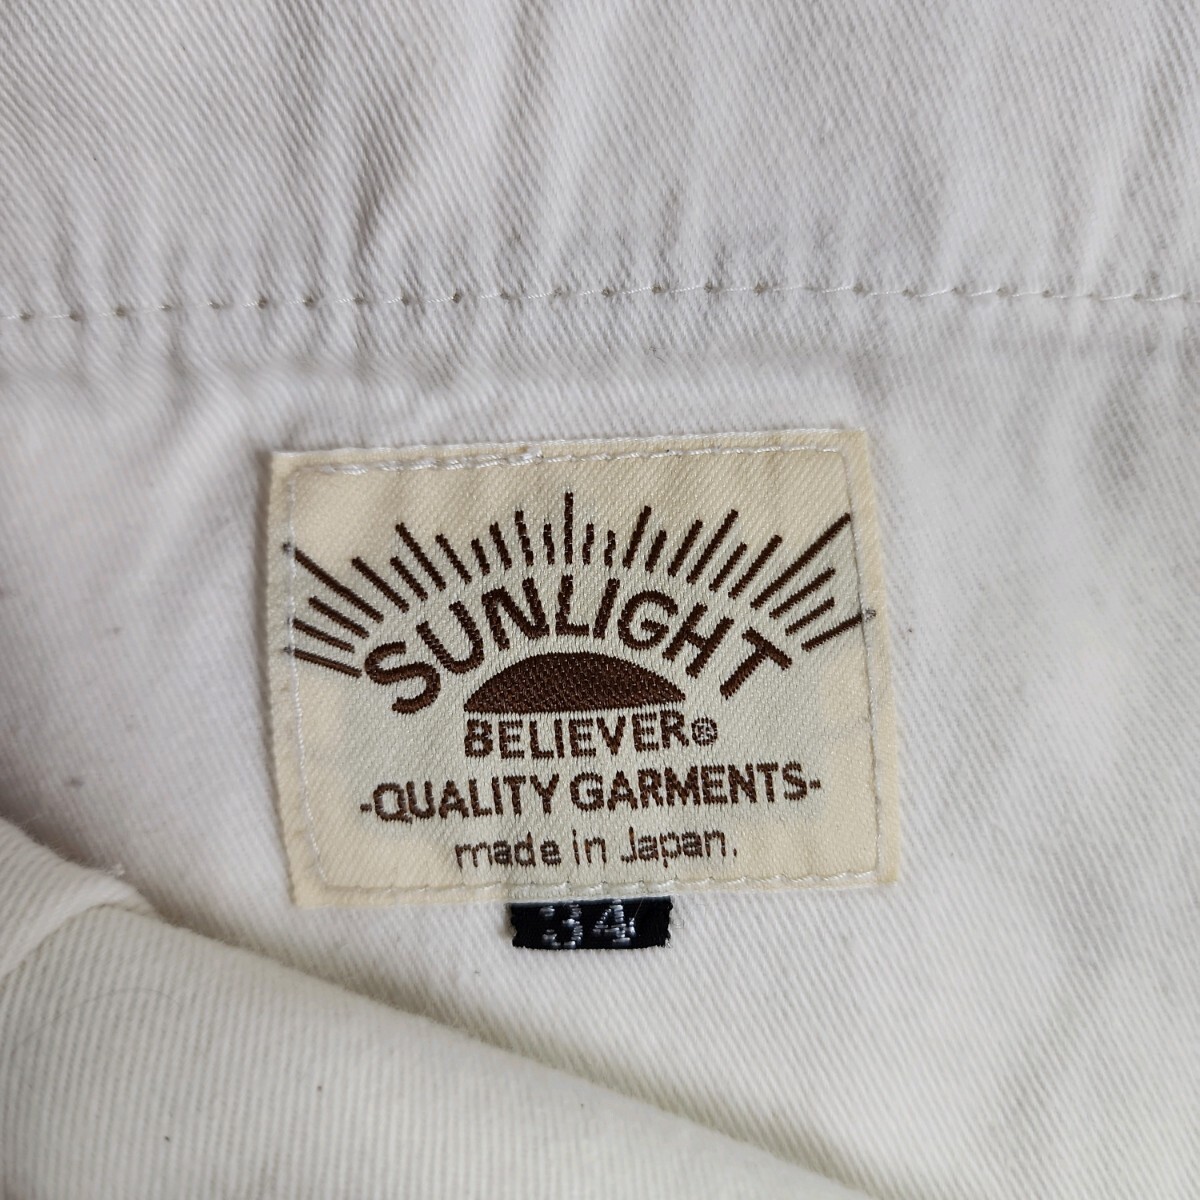 SUNLIGHT
BELIEVER®
-QUALITY GARMENTS-
made in Japan.
34